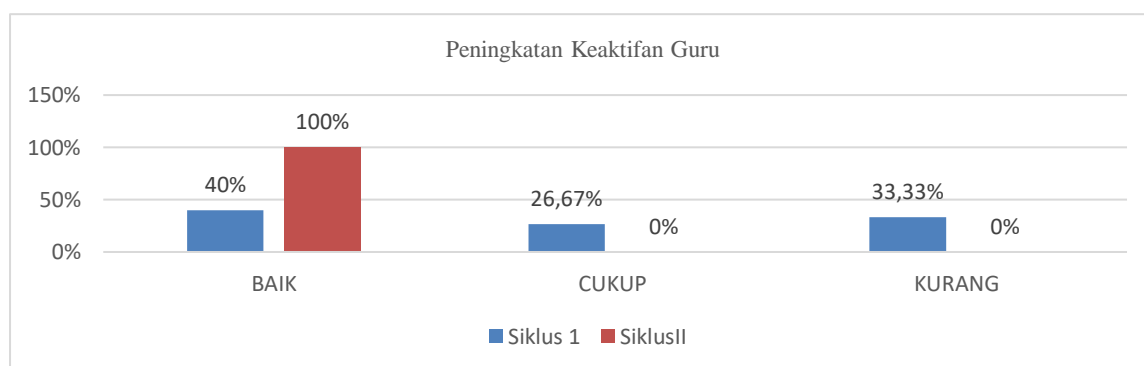 Peningkatan Keaktifan Guru
150%
100%
50%
0%
40%
100%
26,67%
0%
33,33%
0%
BAIK
CUKUP
KURANG
Siklus 1
SiklusII